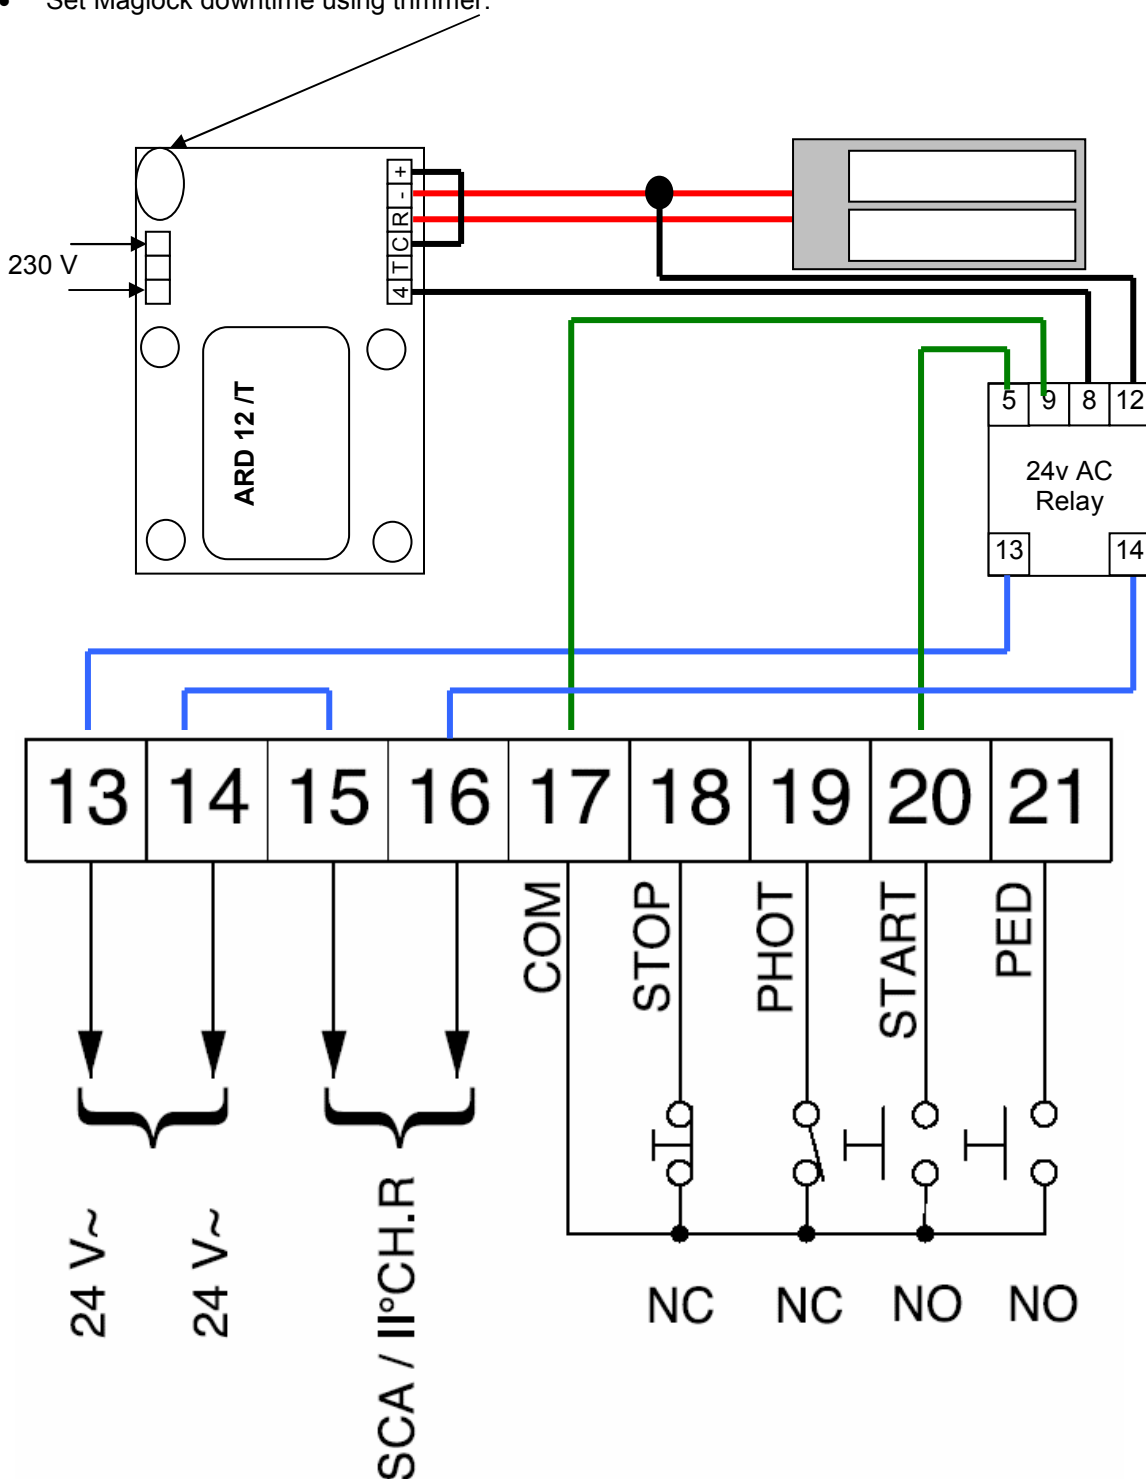 • Set Maglock downtime using trimmer.
+
-
R
C
T
4
230 V
ARD 12 /T
5 9 8 12
24v AC
Relay
13 14
13 14 15 16 17 18 19 20 21
24 V~
24 V~
SCA / II°CH.R
COM
STOP
PHOT
START
PED
NC NC NO NO